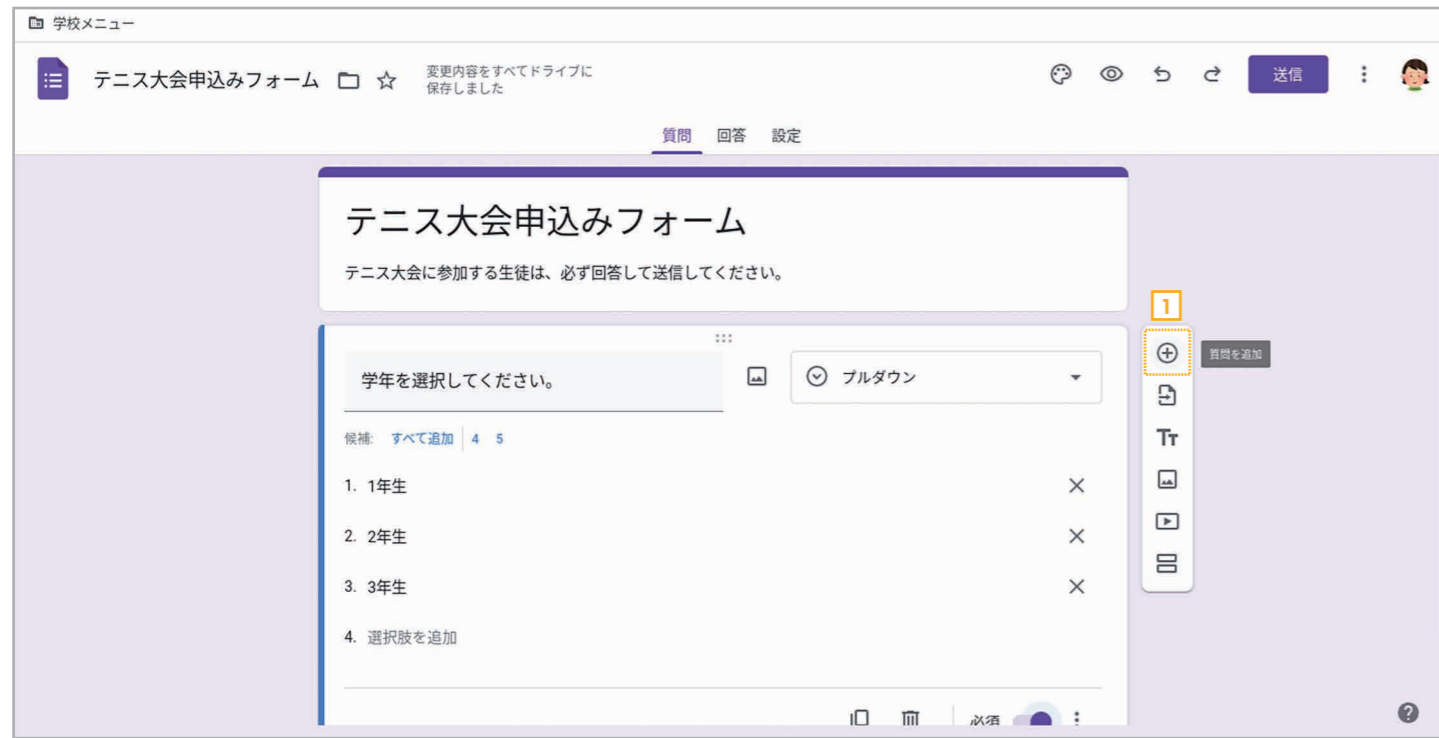 学校メニュー
テニス大会申込みフォーム
変更内容をすべてドライブに
保存しました
送信
質問 回答 設定
テニス大会申込みフォーム
テニス大会に参加する生徒は、必ず回答して送信してください。
1
質問を追加
学年を選択してください。
プルダウン
候補: すべて追加 4 5
1. 1年生
2. 2年生
3. 3年生
4. 選択肢を追加
Tт
必須